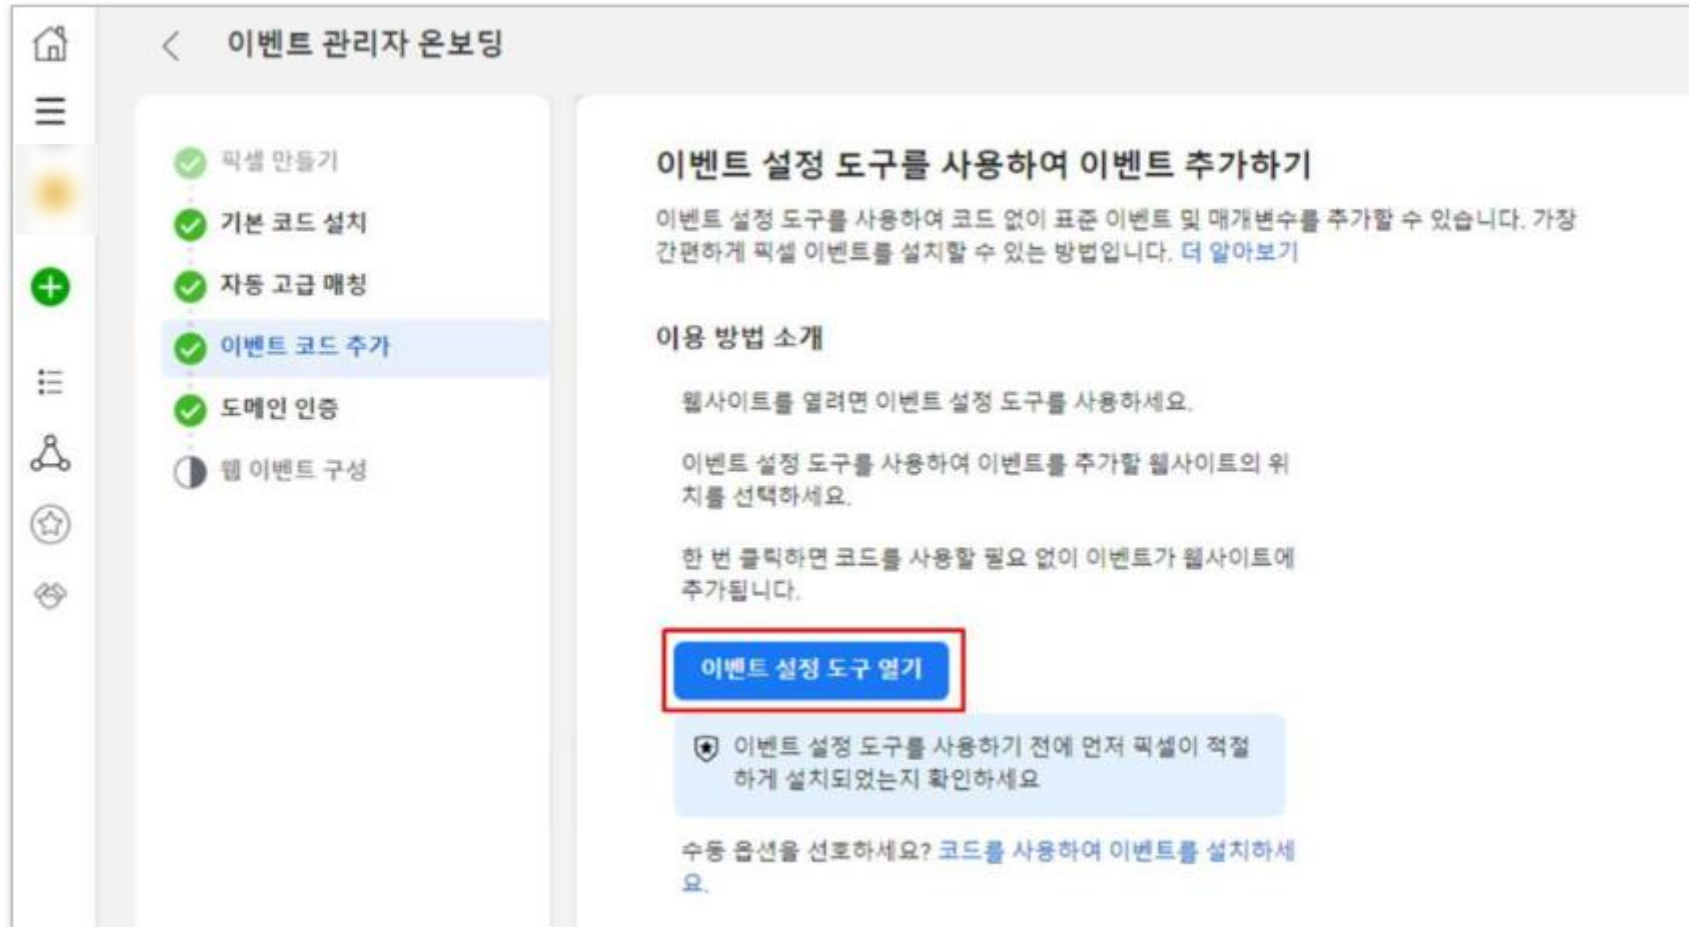 이벤트 관리자 온보딩
픽셀 만들기
기본 코드 설치
자동 고급 매칭
이벤트 코드 추가
도메인 인증
웹 이벤트 구성
이벤트 설정 도구를 사용하여 이벤트 추가하기
이벤트 설정 도구를 사용하여 코드 없이 표준 이벤트 및 매개변수를 추가할 수 있습니다. 가장
간편하게 픽셀 이벤트를 설치할 수 있는 방법입니다. 더 알아보기
이용 방법 소개
웹사이트를 열려면 이벤트 설정 도구를 사용하세요.
이벤트 설정 도구를 사용하여 이벤트를 추가할 웹사이트의 위
치를 선택하세요.
한 번 클릭하면 코드를 사용할 필요 없이 이벤트가 웹사이트에
추가됩니다.
이벤트 설정 도구 열기
이벤트 설정 도구를 사용하기 전에 먼저 픽셀이 적절
하게 설치되었는지 확인하세요
수동 옵션을 선호하세요? 코드를 사용하여 이벤트를 설치하세
요.